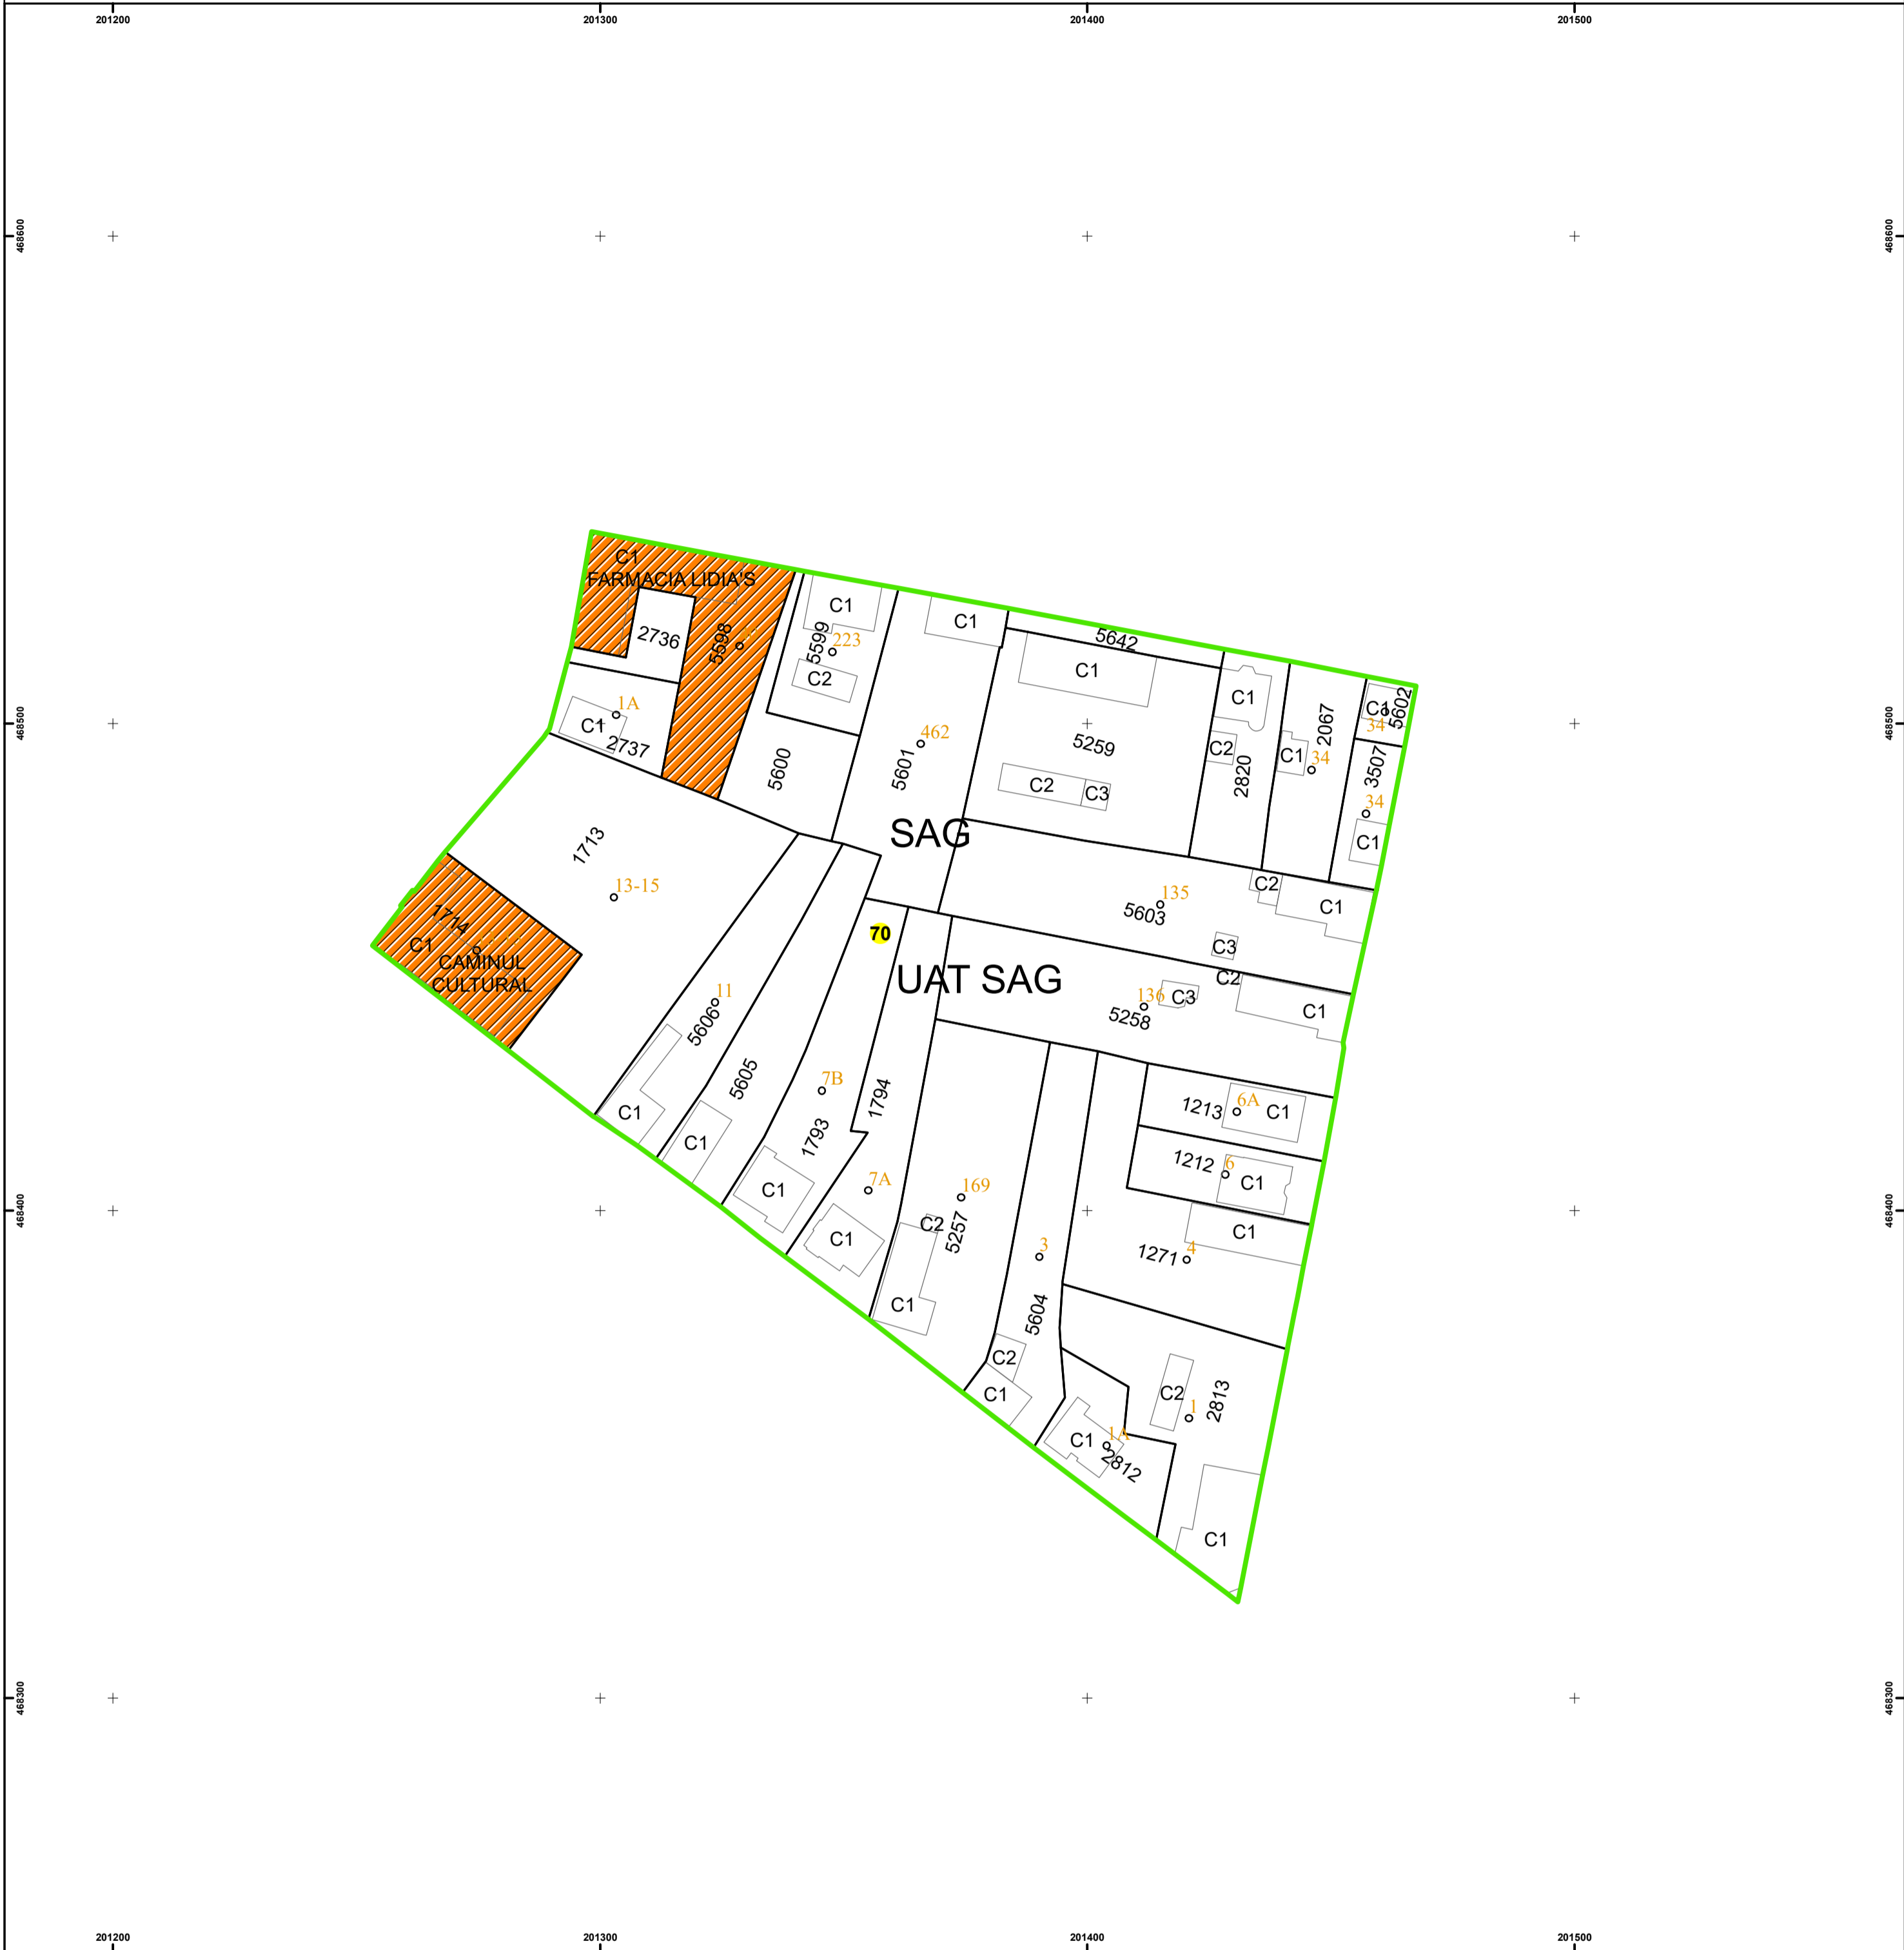 201200
201300
201400
201500
468600
468600
C1
FARMACIA LIDIA'S
2736
5598
C1
5599
223
C2
C1
5642
C1
C1
2067
C1
5602
34
1A
C1
2737
5600
462
5601
5259
C2
C3
C2
2820
C1
34
3507
34
C1
468500
468500
SAG
1713
13-15
1714
C1
CAMINUL
CULTURAL
70
UAT SAG
135
5603
C2
C1
C3
C2
136
C3
5258
C1
11
5606
C1
5605
C1
7B
1793
C1
1794
7A
C1
169
C2
5257
C1
3
5604
C2
C1
1213
6A
C1
1212
6
C1
C1
1271
4
C2
2813
1
C1
1A
2812
C1
468400
468400
468300
468300
201200
201300
201400
201500